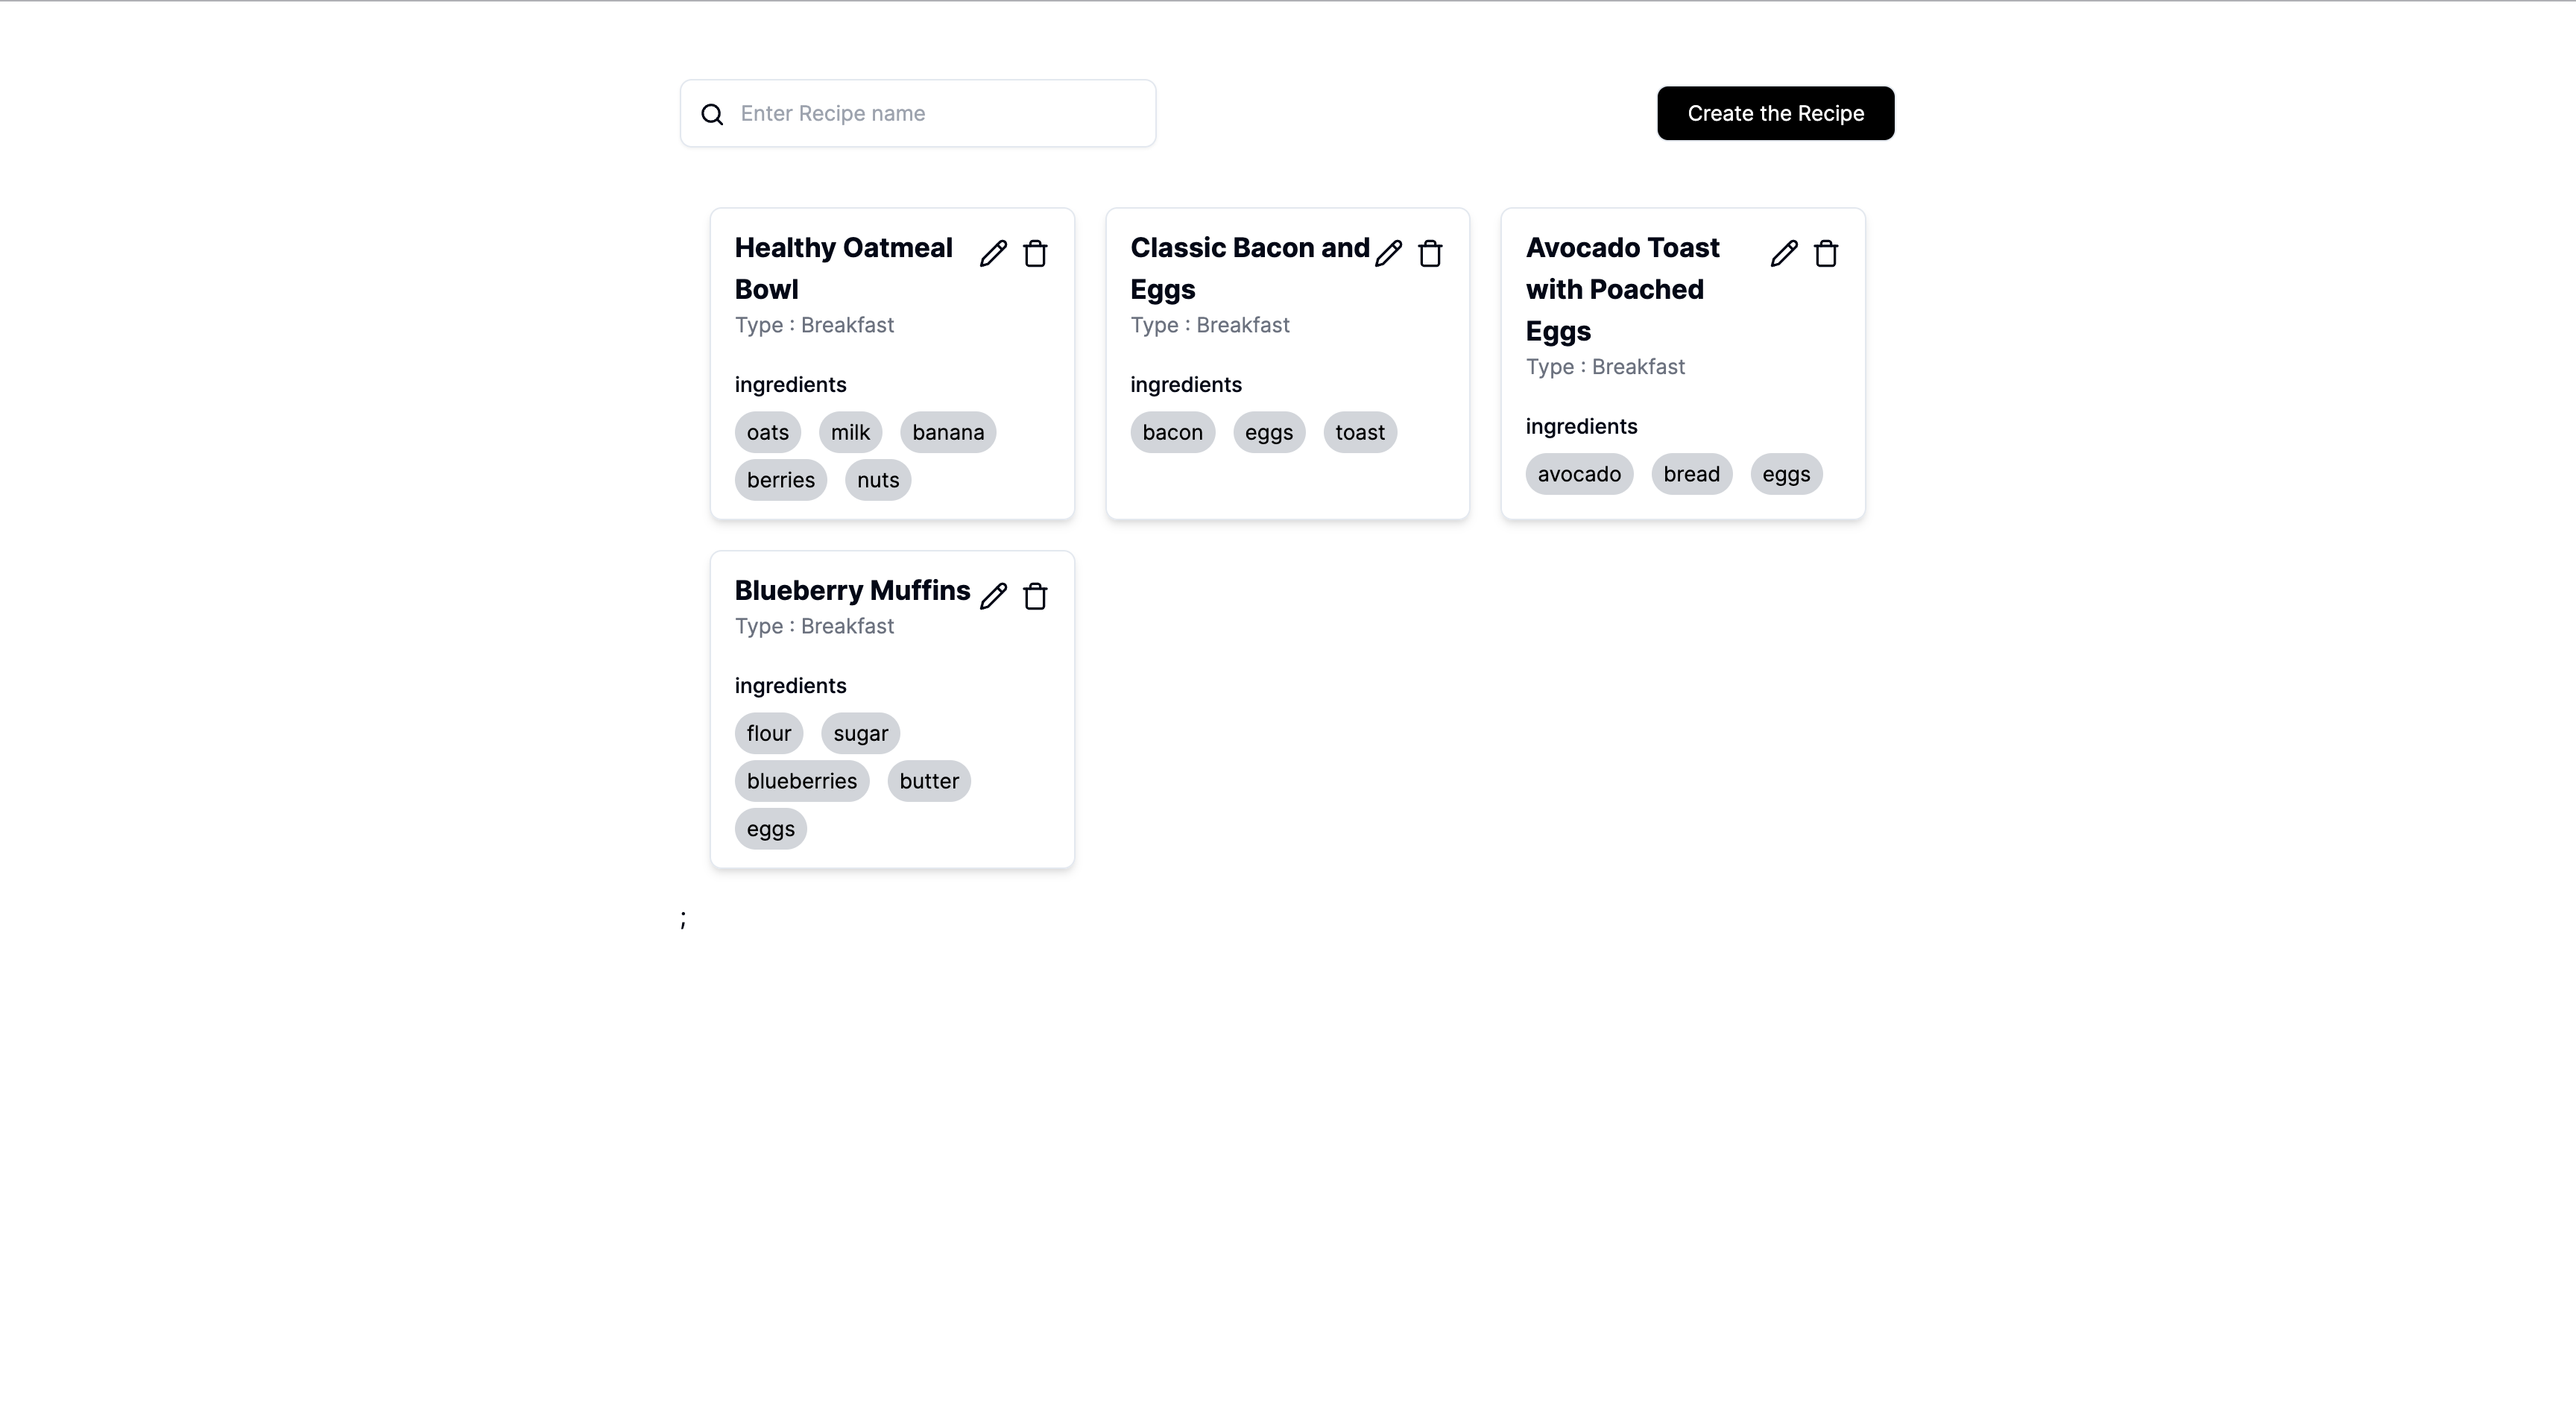 Enter Recipe name
Create the Recipe
Healthy Oatmeal
Bowl
Type : Breakfast
ingredients
oats milk banana
berries nuts
Classic Bacon and
Eggs
Type : Breakfast
ingredients
bacon eggs toast
Avocado Toast
with Poached
Eggs
Type : Breakfast
ingredients
avocado bread eggs
Blueberry Muffins
Type : Breakfast
ingredients
flour sugar
blueberries butter
eggs
;